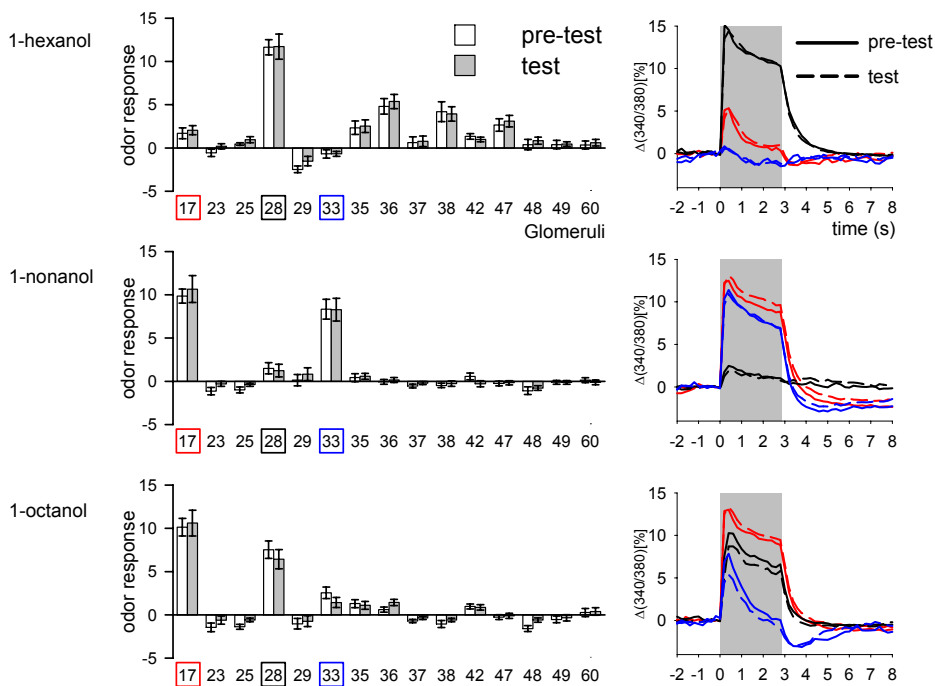 1-hexanol
odor response
15
10
5
0
-5
pre-test
test
17 23 25 28 29 33 35 36 37 38 42 47 48 49 60
Glomeruli
Δ(340/380)[%]
15
10
5
0
pre-test
test
-2 -1 0 1 2 3 4 5 6 7 8
time (s)
1-nonanol
odor response
15
10
5
0
-5
17 23 25 28 29 33 35 36 37 38 42 47 48 49 60
Δ(340/380)[%]
15
10
5
0
-2 -1 0 1 2 3 4 5 6 7 8
1-octanol
odor response
15
10
5
0
-5
17 23 25 28 29 33 35 36 37 38 42 47 48 49 60
Δ(340/380)[%]
15
10
5
0
-2 -1 0 1 2 3 4 5 6 7 8